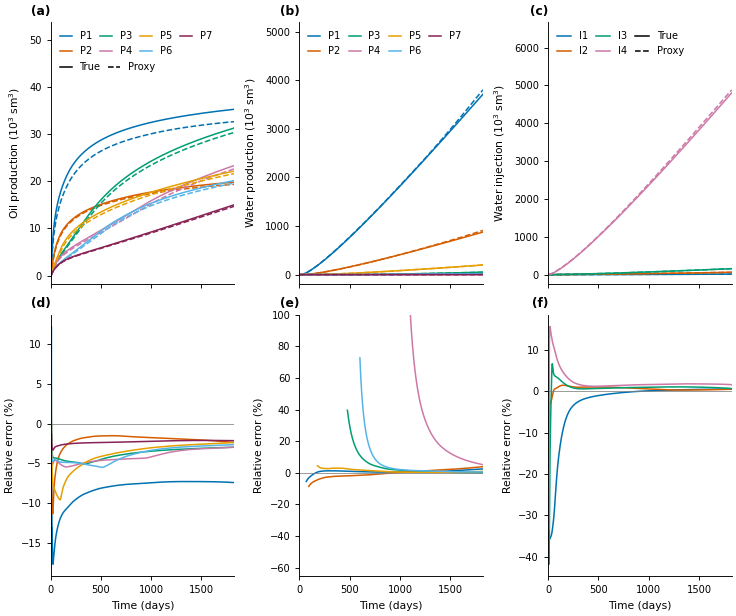 (a)
Oil production (10³ sm³)
50
40
30
20
10
0
P1 P3 P5 P7
P2 P4 P6
True Proxy
(b)
Water production (10³ sm³)
5000
4000
3000
2000
1000
0
P1 P3 P5 P7
P2 P4 P6
(c)
Water injection (10³ sm³)
6000
5000
4000
3000
2000
1000
0
I1 I3 True
I2 I4 Proxy
(d)
Relative error (%)
10
5
0
−5
−10
−15
0 500 1000 1500
Time (days)
(e)
Relative error (%)
100
80
60
40
20
0
−20
−40
−60
0 500 1000 1500
Time (days)
(f)
Relative error (%)
10
0
−10
−20
−30
−40
0 500 1000 1500
Time (days)